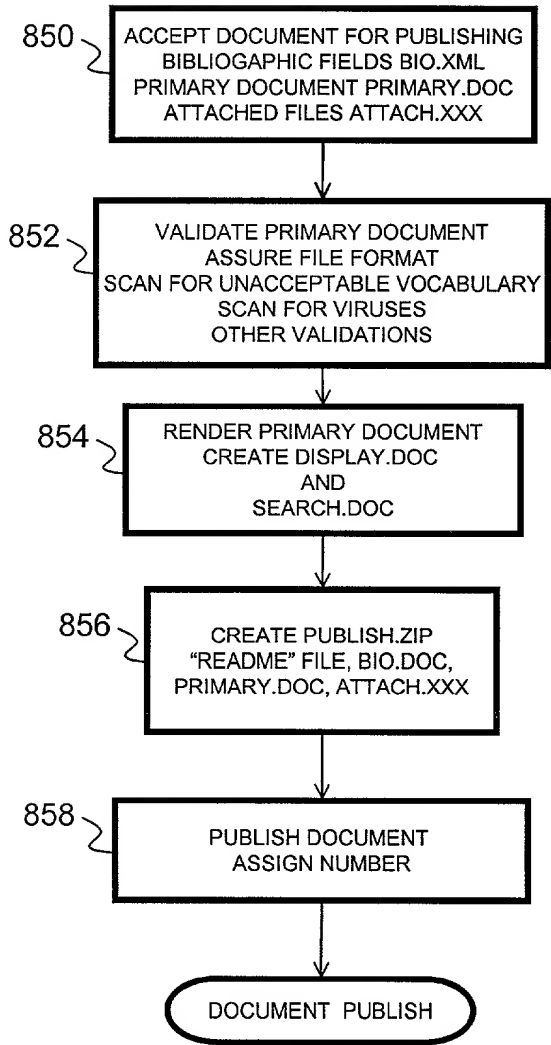 850
ACCEPT DOCUMENT FOR PUBLISHING
BIBLIOGAPHIC FIELDS BIO.XML
PRIMARY DOCUMENT PRIMARY.DOC
ATTACHED FILES ATTACH.XXX
852
VALIDATE PRIMARY DOCUMENT
ASSURE FILE FORMAT
SCAN FOR UNACCEPTABLE VOCABULARY
SCAN FOR VIRUSES
OTHER VALIDATIONS
854
RENDER PRIMARY DOCUMENT
CREATE DISPLAY.DOC
AND
SEARCH.DOC
856
CREATE PUBLISH.ZIP
“README” FILE, BIO.DOC,
PRIMARY.DOC, ATTACH.XXX
858
PUBLISH DOCUMENT
ASSIGN NUMBER
DOCUMENT PUBLISH